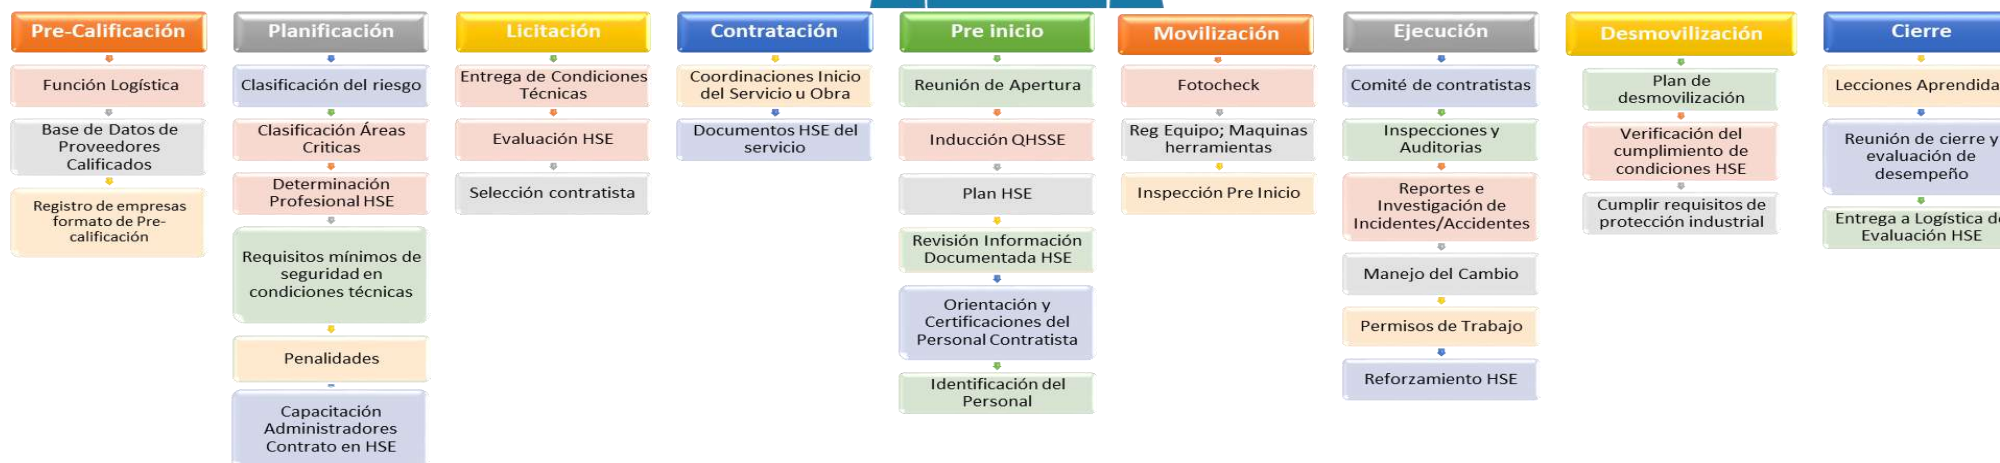 Pre-Calificación
Función Logística
Base de Datos de
Proveedores
Calificados
Registro de empresas
formato de Pre-
calificación
Planificación
Clasificación del riesgo
Clasificación Áreas
Criticas
Determinación
Profesional HSE
Requisitos mínimos de
seguridad en
condiciones técnicas
Penalidades
Capacitación
Administradores
Contrato en HSE
Licitación
Entrega de Condiciones
Técnicas
Evaluación HSE
Selección contratista
Contratación
Coordinaciones Inicio
del Servicio u Obra
Documentos HSE del
servicio
Pre inicio
Reunión de Apertura
Inducción QHSSE
Plan HSE
Revisión Información
Documentada HSE
Orientación y
Certificaciones del
Personal Contratista
Identificación del
Personal
Movilización
Fotocheck
Reg Equipo; Maquinas
herramientas
Inspección Pre Inicio
Ejecución
Comité de contratistas
Inspecciones y
Auditorias
Reportes e
Investigación de
Incidentes/Accidentes
Manejo del Cambio
Permisos de Trabajo
Reforzamiento HSE
Desmovilización
Plan de
desmovilización
Verificación del
cumplimiento de
condiciones HSE
Cumplir requisitos de
protección industrial
Cierre
Lecciones Aprendida
Reunión de cierre y
evaluación de
desempeño
Entrega a Logística de
Evaluación HSE